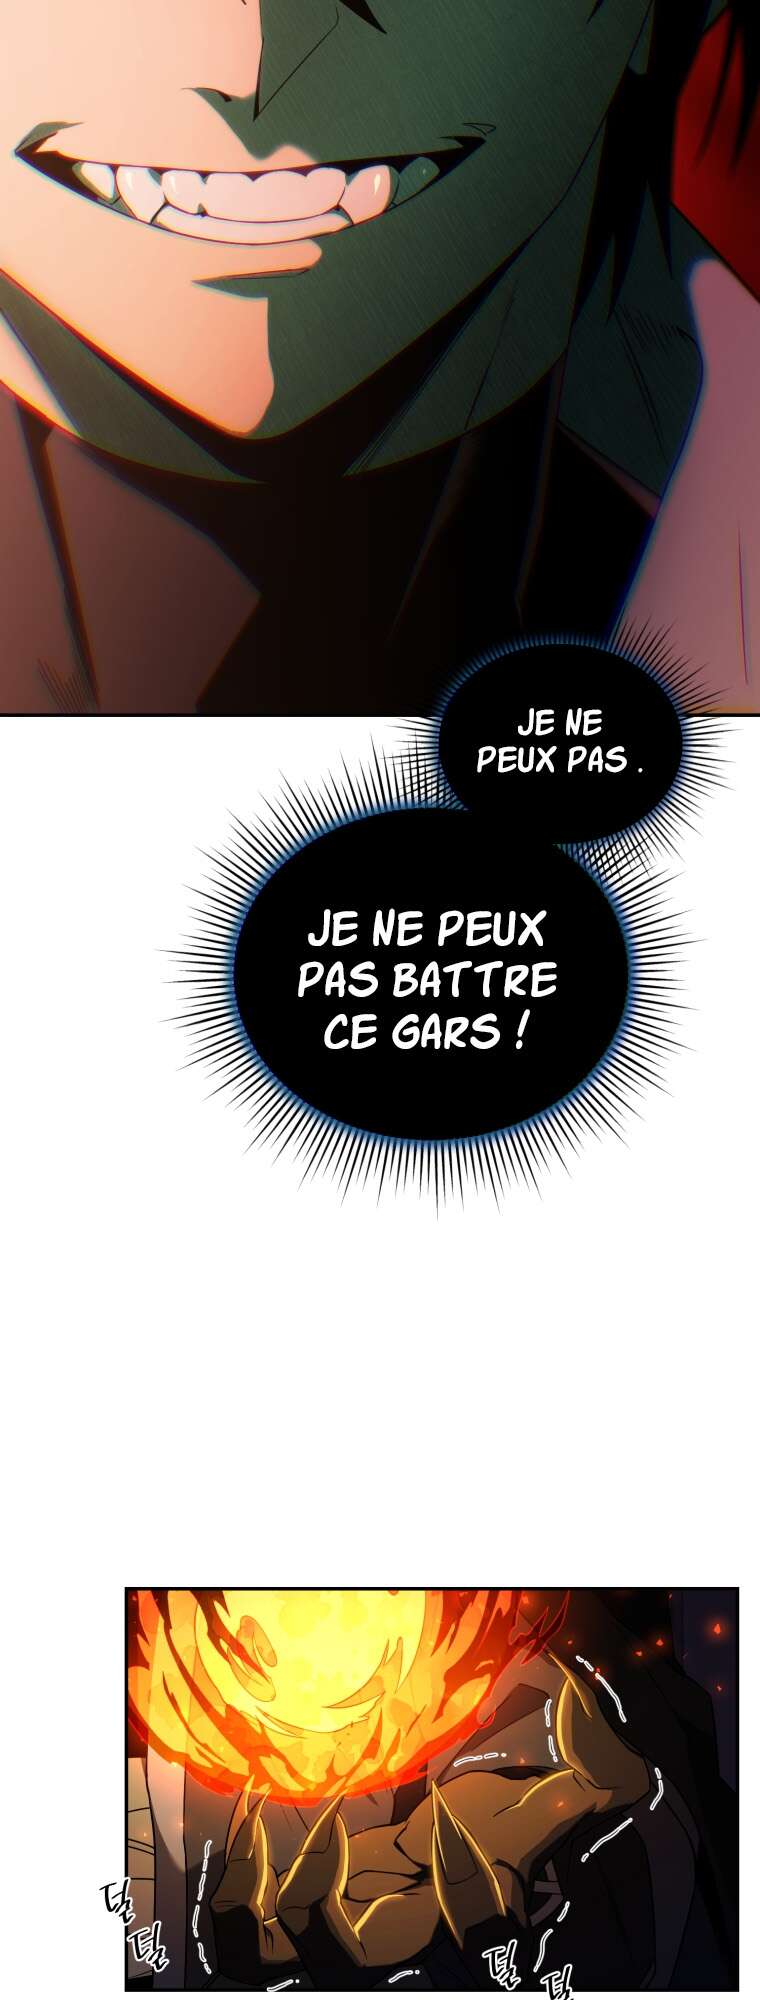 JE NE
PEUX PAS.
JE NE PEUX
PAS BATTRE
CE GARS !
덜
덜
덜
덜